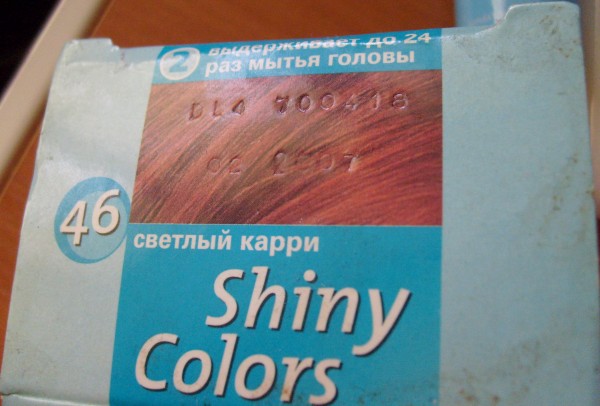 2 выдерживает до 24
раз мытья головы
DL4 700418
46
светлый карри
Shiny
Colors